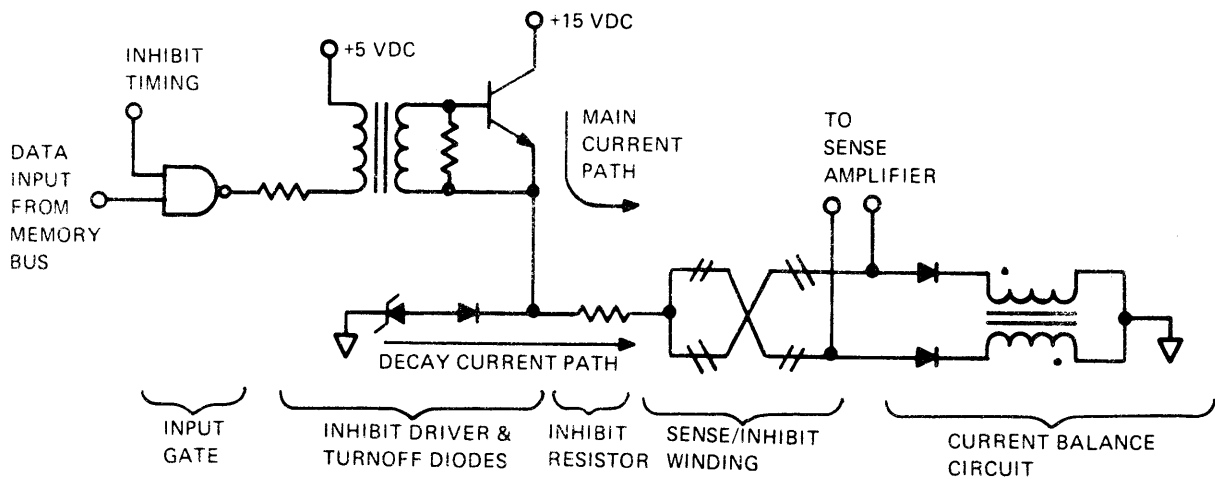 +15 VDC
+5 VDC
INHIBIT
TIMING
MAIN
CURRENT
PATH
TO
SENSE
AMPLIFIER
DATA
INPUT
FROM
MEMORY
BUS
DECAY CURRENT PATH
INPUT
GATE
INHIBIT DRIVER &
TURNOFF DIODES
INHIBIT
RESISTOR
SENSE/INHIBIT
WINDING
CURRENT BALANCE
CIRCUIT